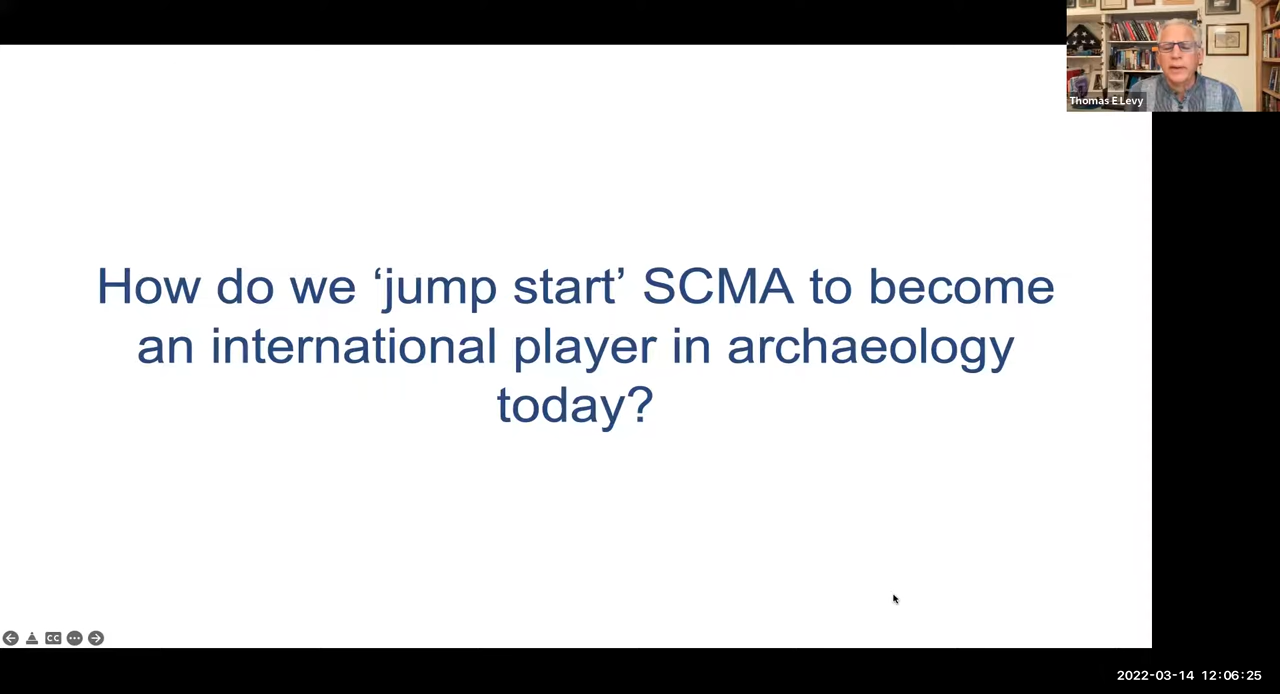 Thomas E Levy
How do we ‘jump start’ SCMA to become
an international player in archaeology
today?
CC
2022-03-14 12:06:25